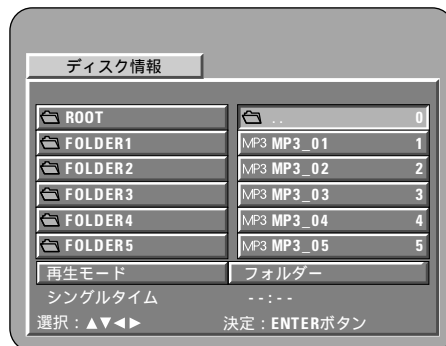 ディスク情報
ROOT
FOLDER1
FOLDER2
FOLDER3
FOLDER4
FOLDER5
.. 0
MP3 MP3_01 1
MP3 MP3_02 2
MP3 MP3_03 3
MP3 MP3_04 4
MP3 MP3_05 5
再生モード フォルダー
シングルタイム --:--
選択：▲▼◀▶ 決定：ENTERボタン